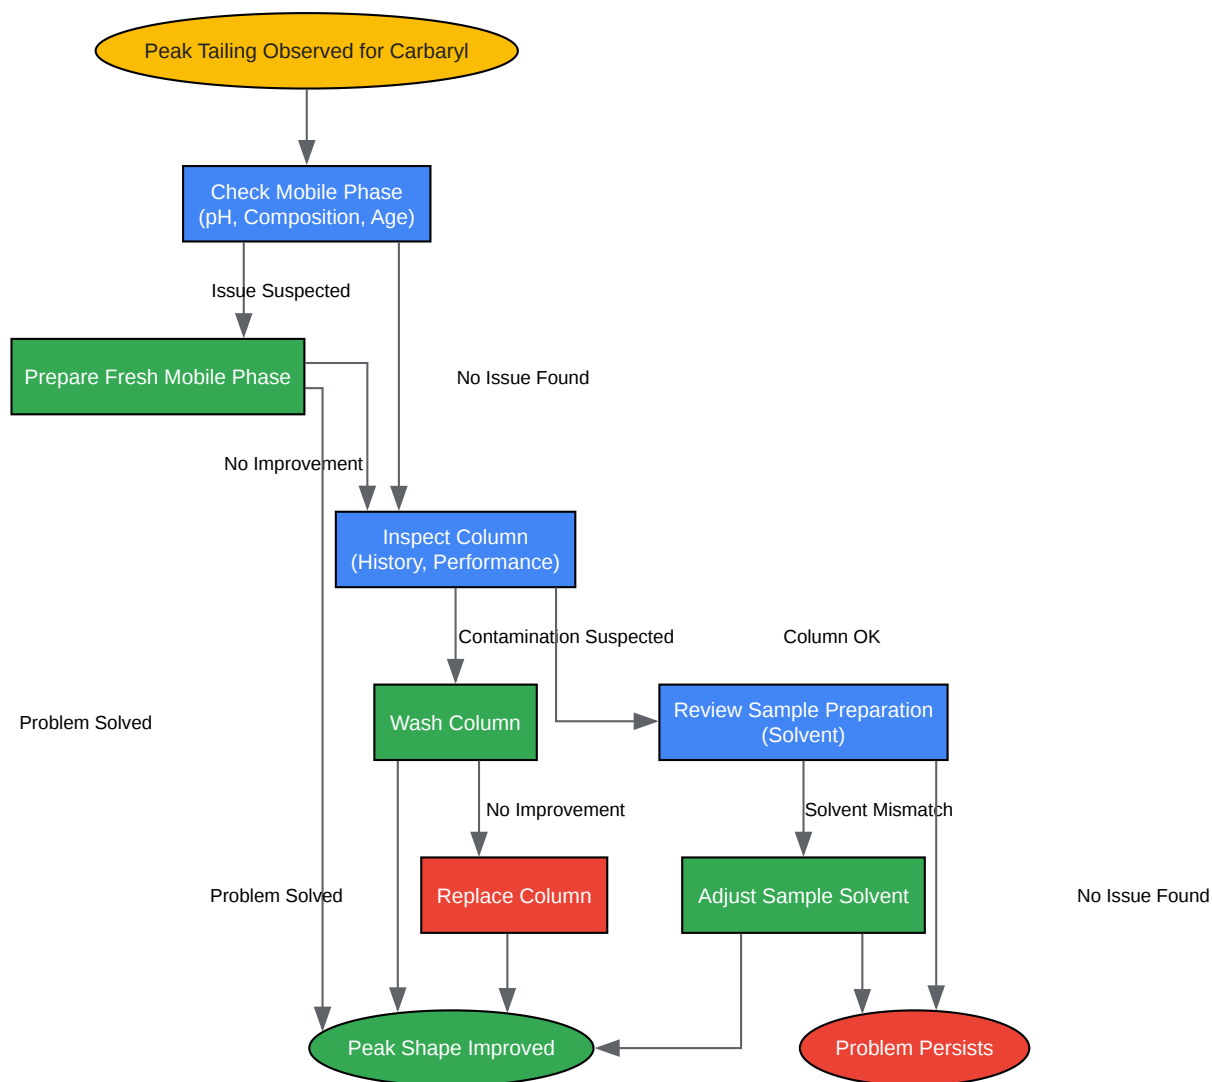 Peak Tailing Observed for Carbaryl
Check Mobile Phase
(pH, Composition, Age)
Issue Suspected
Prepare Fresh Mobile Phase
No Issue Found
No Improvement
Inspect Column
(History, Performance)
Contamination Suspected
Column OK
Problem Solved
Wash Column
Review Sample Preparation
(Solvent)
No Improvement
Solvent Mismatch
Problem Solved
Replace Column
Adjust Sample Solvent
No Issue Found
Peak Shape Improved
Problem Persists